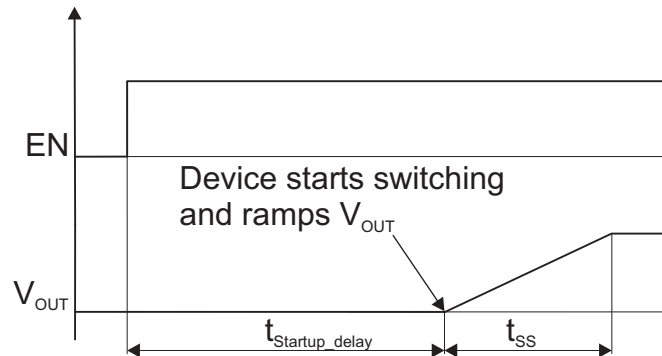 EN
Device starts switching
and ramps VOUT
VOUT
tStartup_delay
tSS